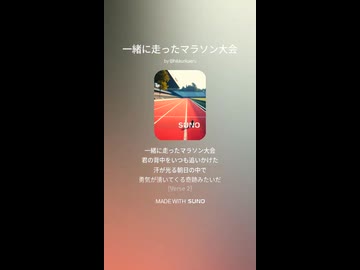 一緒に走ったマラソン大会
SUNO
一緒に走ったマラソン大会
君の背中をいつも追いかけた
汗が光る朝日の中で
勇気が湧いてくる奇跡みたいだ
[Verse 2]
MADE WITH SUNO